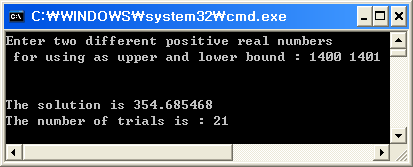 C:₩WINDOWS₩system32₩cmd.exe
Enter two different positive real numbers
for using as upper and lower bound : 1400 1401
The solution is 354.685468
The number of trials is : 21